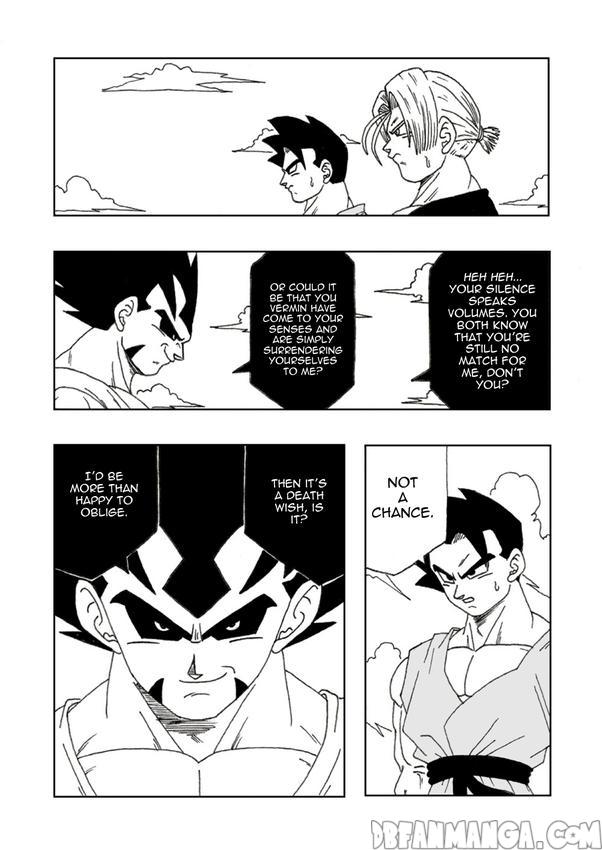 HEH HEH...
YOUR SILENCE
SPEAKS
VOLUMES. YOU
BOTH KNOW
THAT YOU'RE
STILL NO
MATCH FOR
ME, DON'T
YOU?
OR COULD IT
BE THAT YOU
VERMIN HAVE
COME TO YOUR
SENSES AND
ARE SIMPLY
SURRENDERING
YOURSELVES
TO ME?
NOT
A
CHANCE.
THEN IT'S
A DEATH
WISH, IS
IT?
I'D BE
MORE THAN
HAPPY TO
OBLIGE.
DBFANMANGA.COM